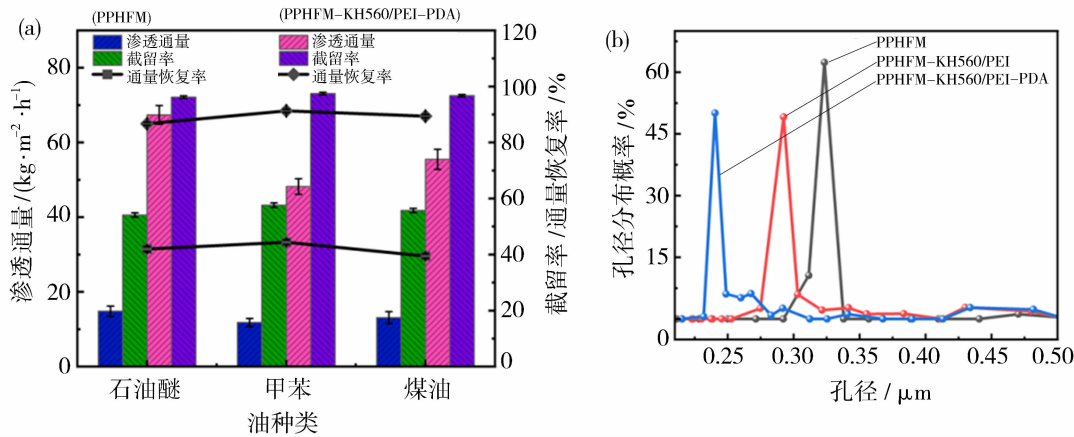 (a)
(PPHFM)
(PPHFM-KH560/PEI-PDA)
渗透通量
截留率
通量恢复率
渗透通量
截留率
通量恢复率
渗透通量/(kg·m⁻²·h⁻¹)
80
60
40
20
0
120
100
80
60
40
20
0
截留率/通量恢复率/%
石油醚
甲苯
煤油
油种类
(b)
PPHFM
PPHFM-KH560/PEI
PPHFM-KH560/PEI-PDA
孔径分布概率/%
60
45
30
15
0
0.25
0.30
0.35
0.40
0.45
0.50
孔径/μm